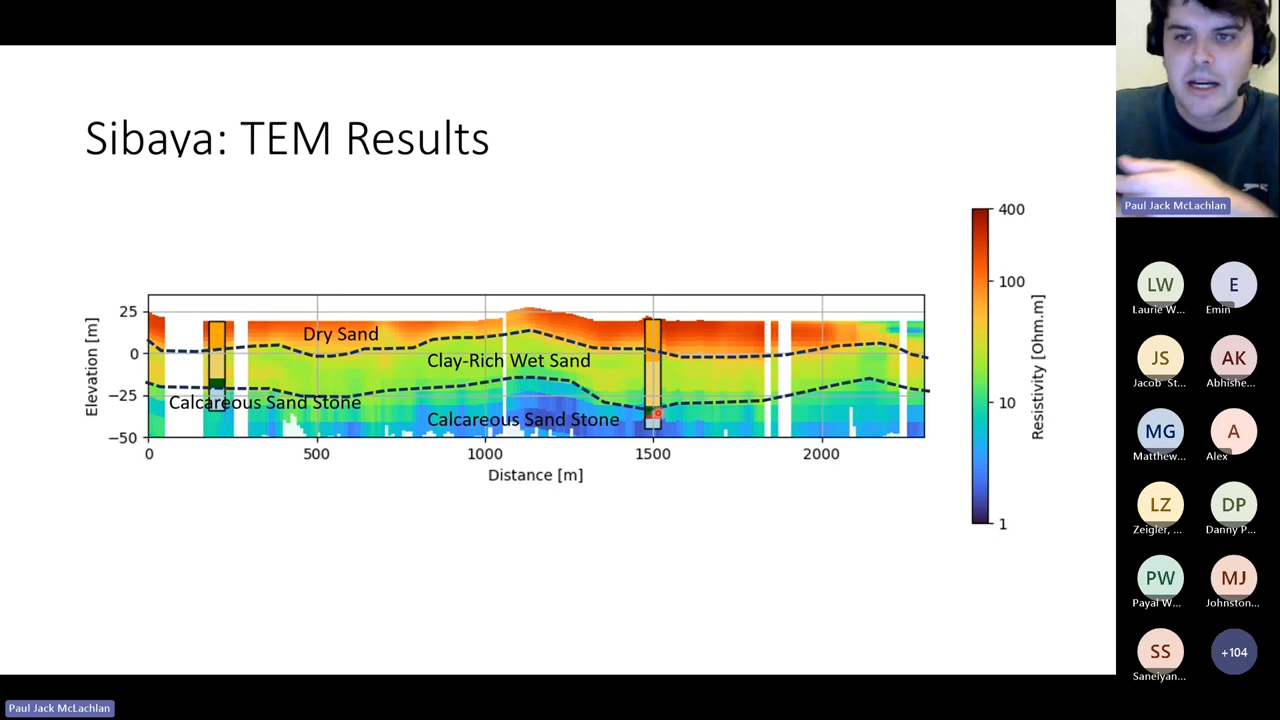 Sibaya: TEM Results
400
100
10
1
Resistivity [Ohm.m]
25
0
−25
−50
Elevation [m]
Dry Sand
Clay-Rich Wet Sand
Calcareous Sand Stone
Calcareous Sand Stone
0
500
1000
1500
2000
Distance [m]
Paul Jack McLachlan
LW
Laurie W...
E
Emin
JS
Jacob St...
AK
Abhishe...
MG
Matthew...
A
Alex
LZ
Zeigler, ...
DP
Danny P...
PW
Payal W...
MJ
Johnston...
SS
Saneiyan...
+104
Paul Jack McLachlan